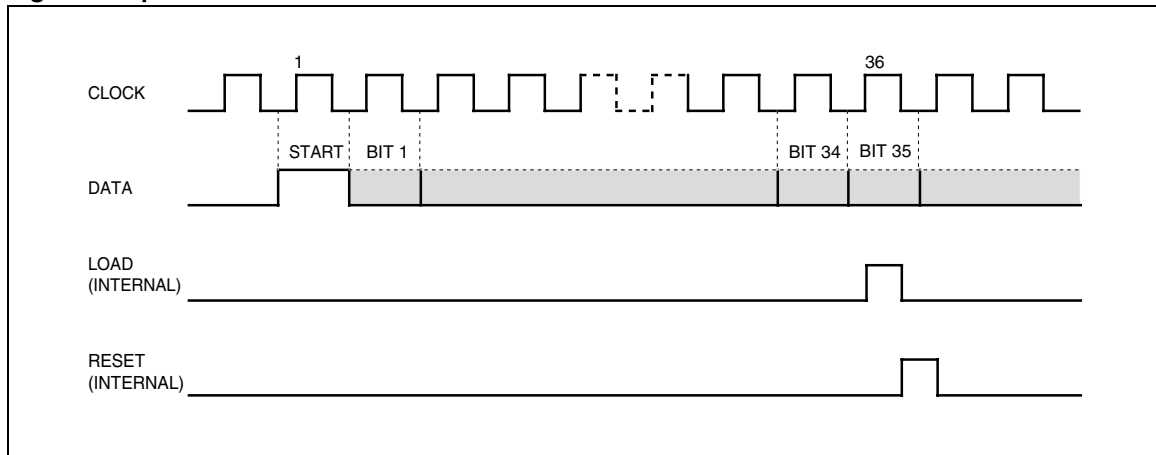 1 36
CLOCK
START BIT 1 BIT 34 BIT 35
DATA
LOAD
(INTERNAL)
RESET
(INTERNAL)